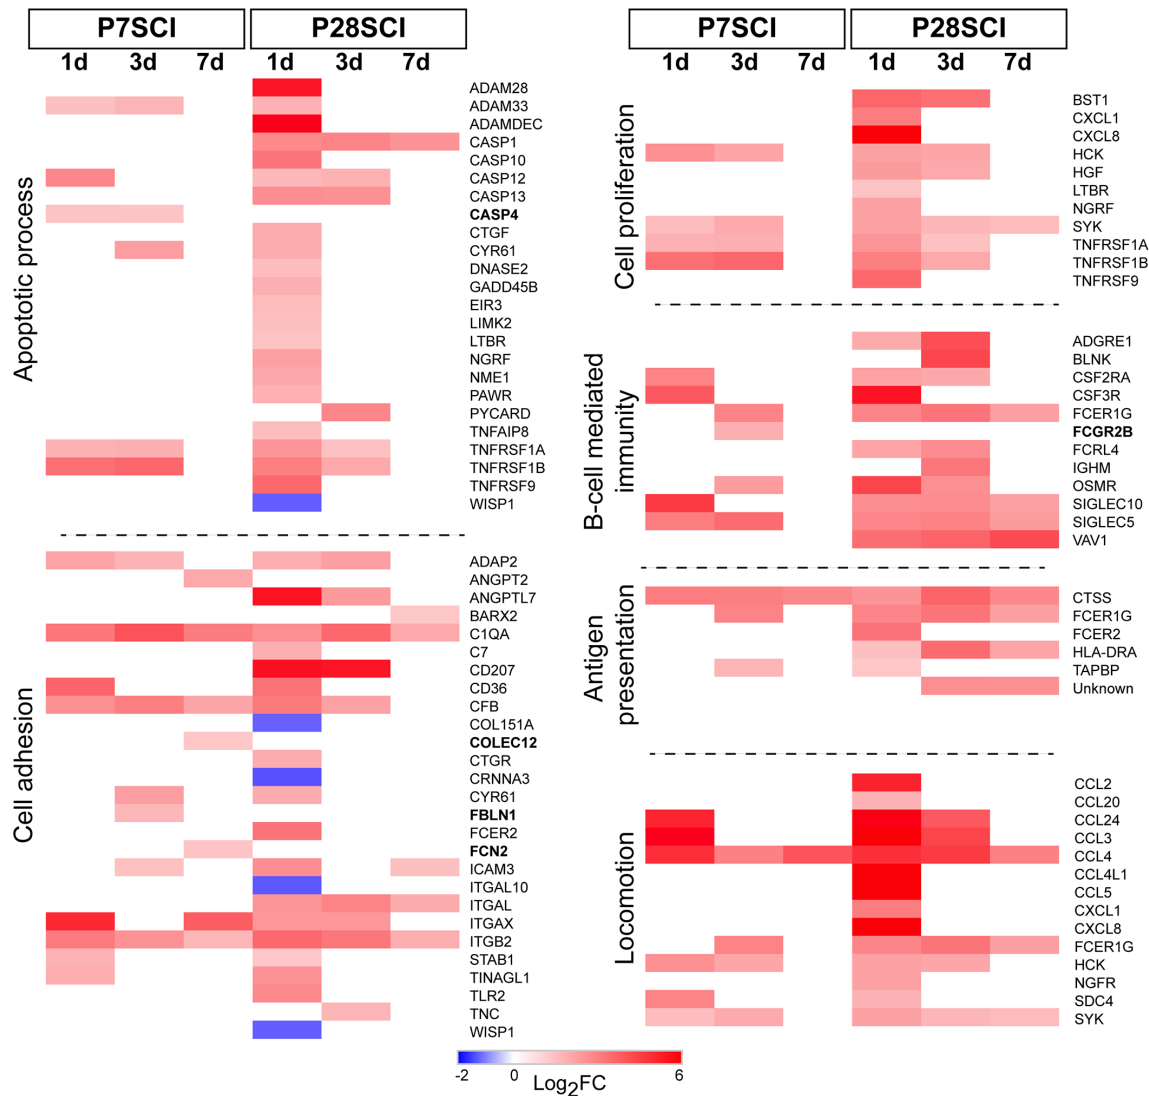 P7SCI P28SCI
1d 3d 7d 1d 3d 7d
Apoptotic process
ADAM28
ADAM33
ADAMDEC
CASP1
CASP10
CASP12
CASP13
CASP4
CTGF
CYR61
DNASE2
GADD45B
EIR3
LIMK2
LTBR
NGRF
NME1
PAWR
PYCARD
TNFAIP8
TNFRSF1A
TNFRSF1B
TNFRSF9
WISP1
Cell adhesion
ADAP2
ANGPT2
ANGPTL7
BARX2
C1QA
C7
CD207
CD36
CFB
COL151A
COLEC12
CTGR
CRNNA3
CYR61
FBLN1
FCER2
FCN2
ICAM3
ITGAL10
ITGAL
ITGAX
ITGB2
STAB1
TINAGL1
TLR2
TNC
WISP1
P7SCI P28SCI
1d 3d 7d 1d 3d 7d
Cell proliferation
BST1
CXCL1
CXCL8
HCK
HGF
LTBR
NGRF
SYK
TNFRSF1A
TNFRSF1B
TNFRSF9
B-cell mediated
immunity
ADGRE1
BLNK
CSF2RA
CSF3R
FCER1G
FCGR2B
FCRL4
IGHM
OSMR
SIGLEC10
SIGLEC5
VAV1
Antigen
presentation
CTSS
FCER1G
FCER2
HLA-DRA
TAPBP
Unknown
Locomotion
CCL2
CCL20
CCL24
CCL3
CCL4
CCL4L1
CCL5
CXCL1
CXCL8
FCER1G
HCK
NGFR
SDC4
SYK
-2 0 6
Log2FC